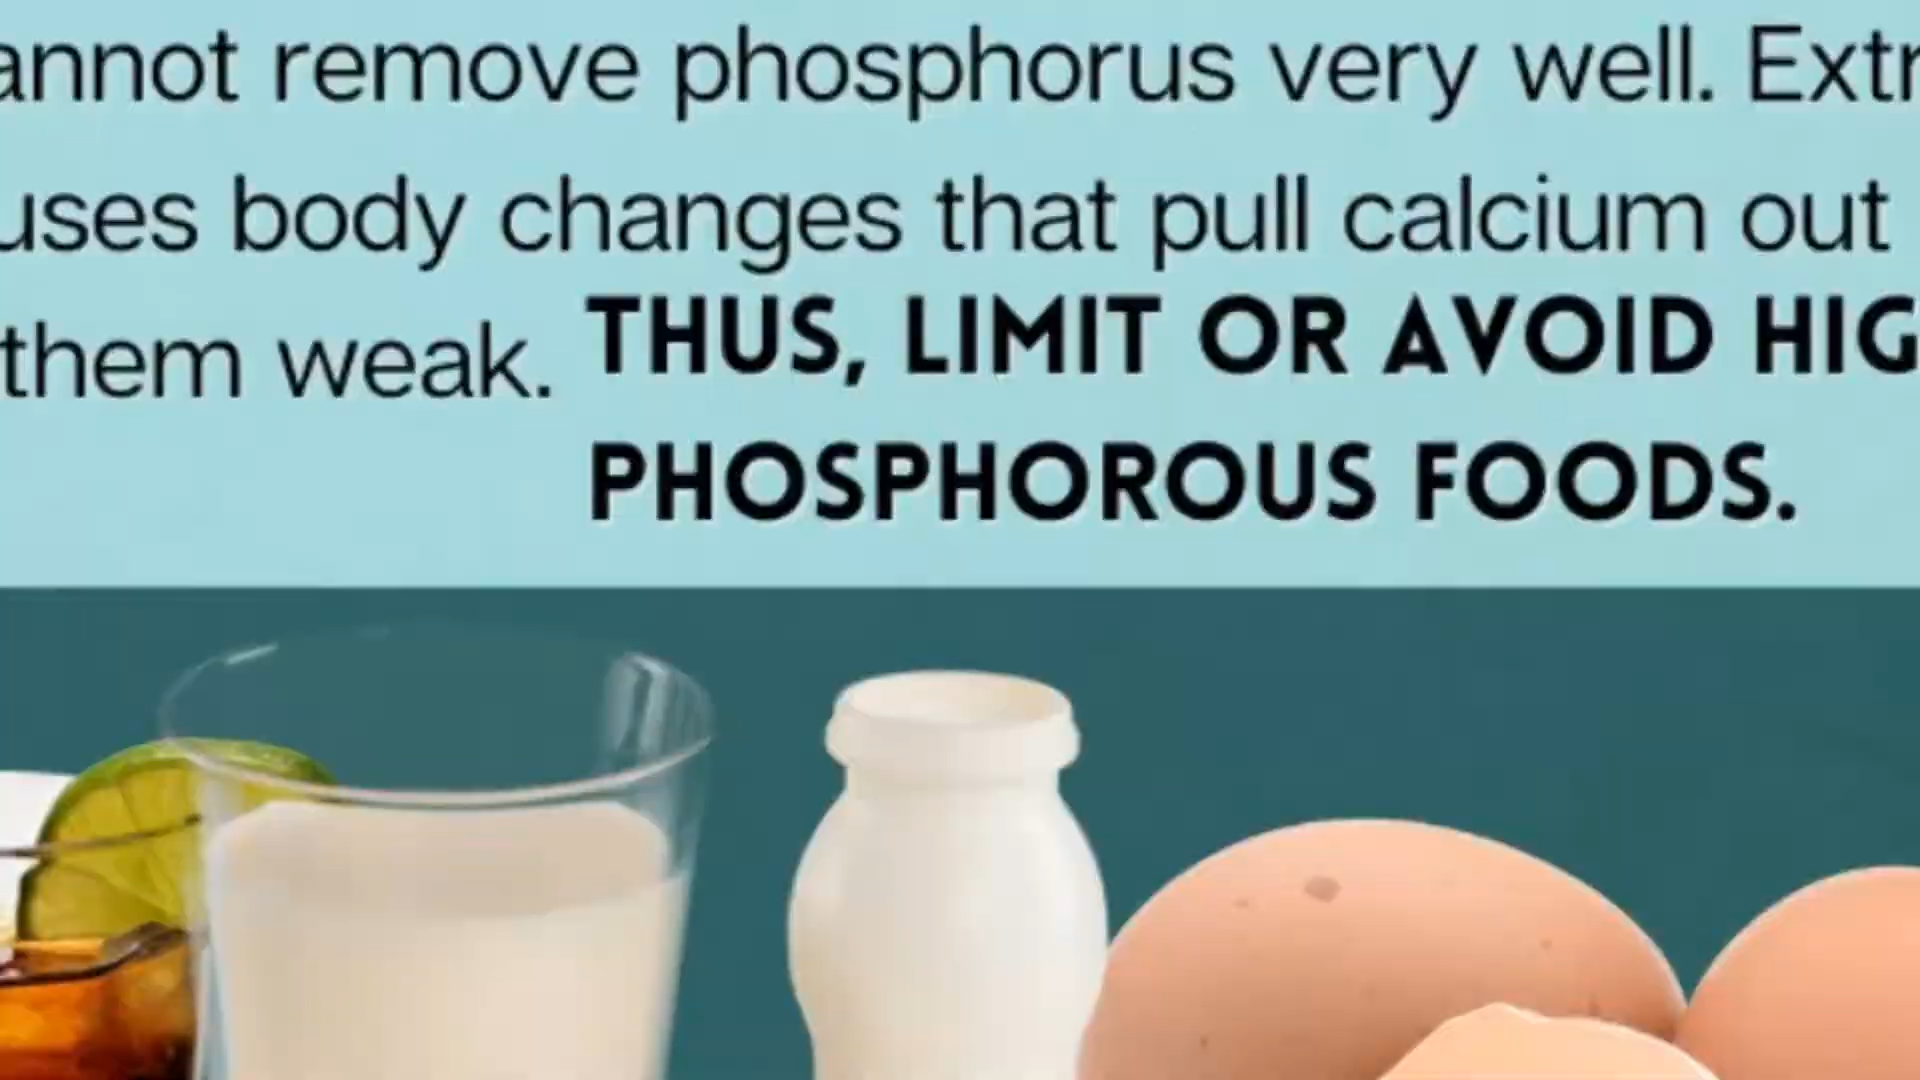 annot remove phosphorus very well. Extr
uses body changes that pull calcium out
them weak. THUS, LIMIT OR AVOID HIG
PHOSPHOROUS FOODS.